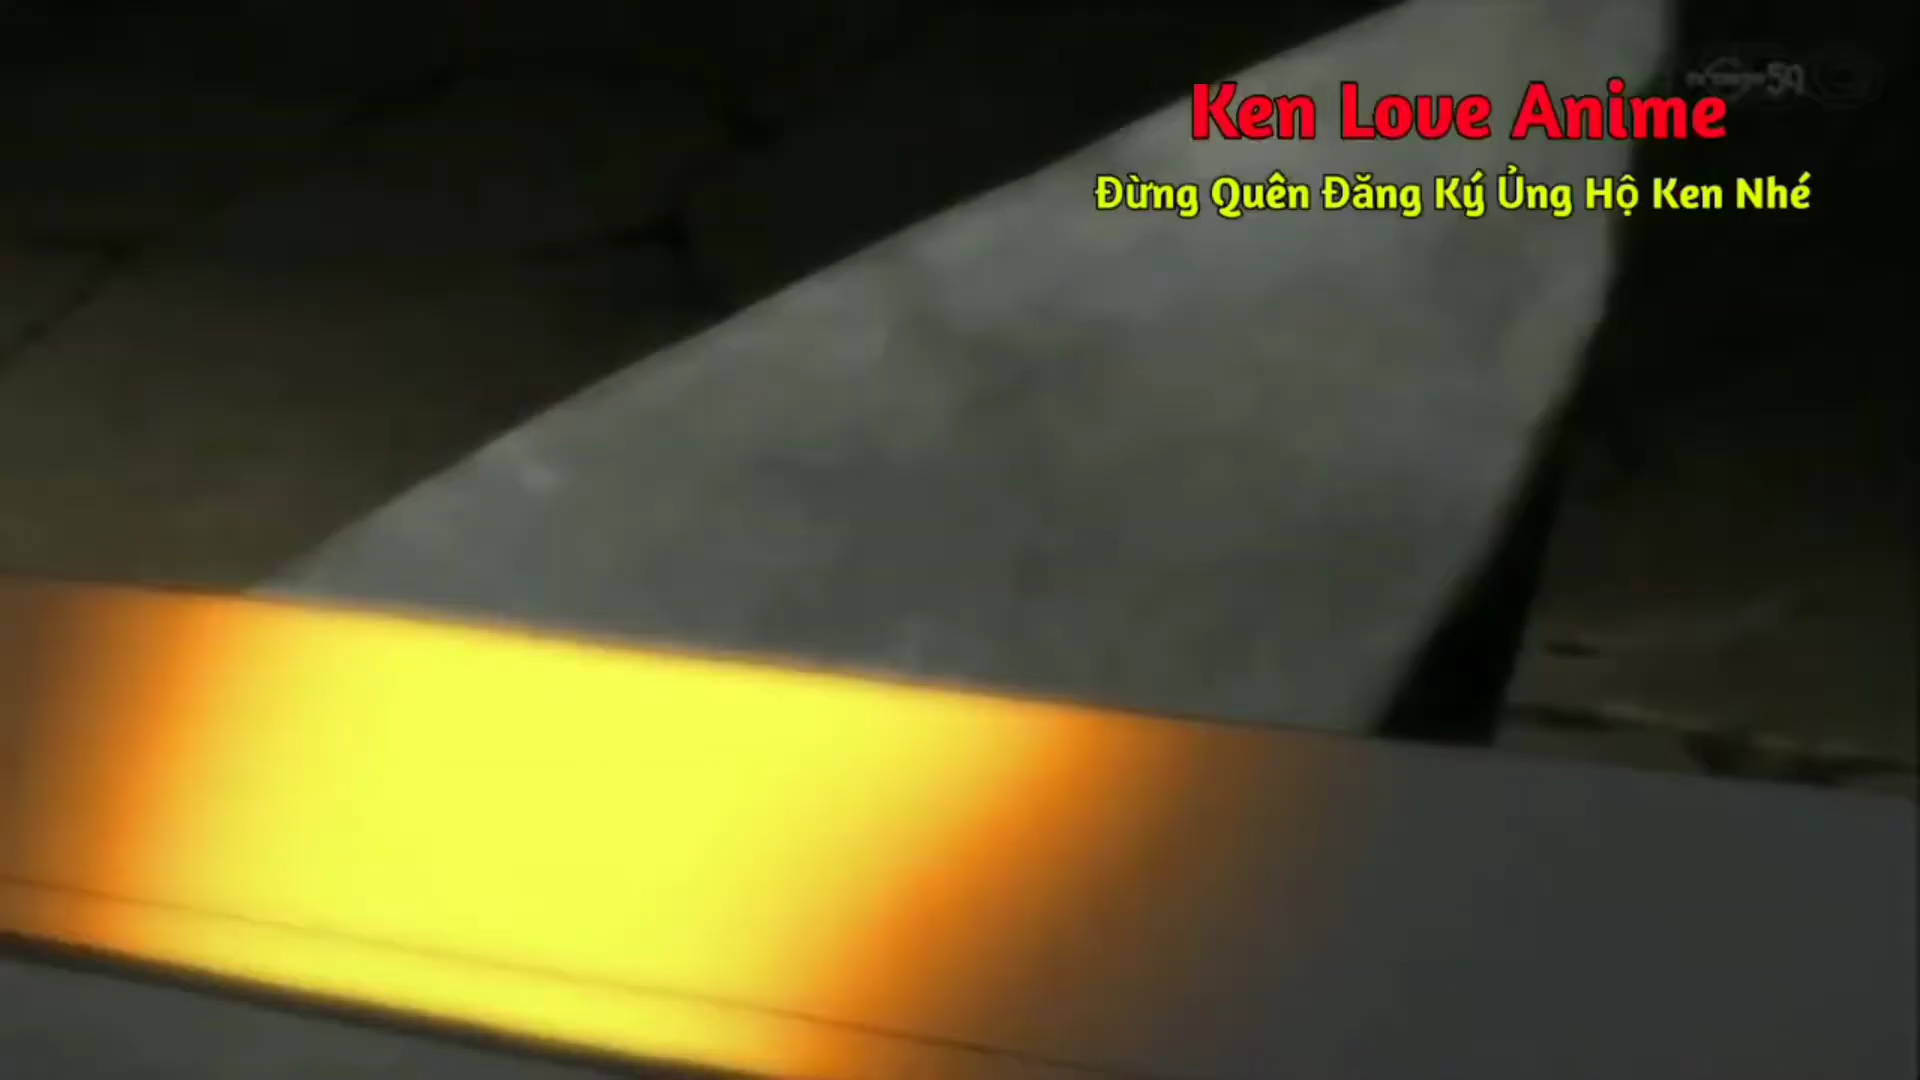 Ken Love Anime
Đừng Quên Đăng Ký Ủng Hộ Ken Nhé